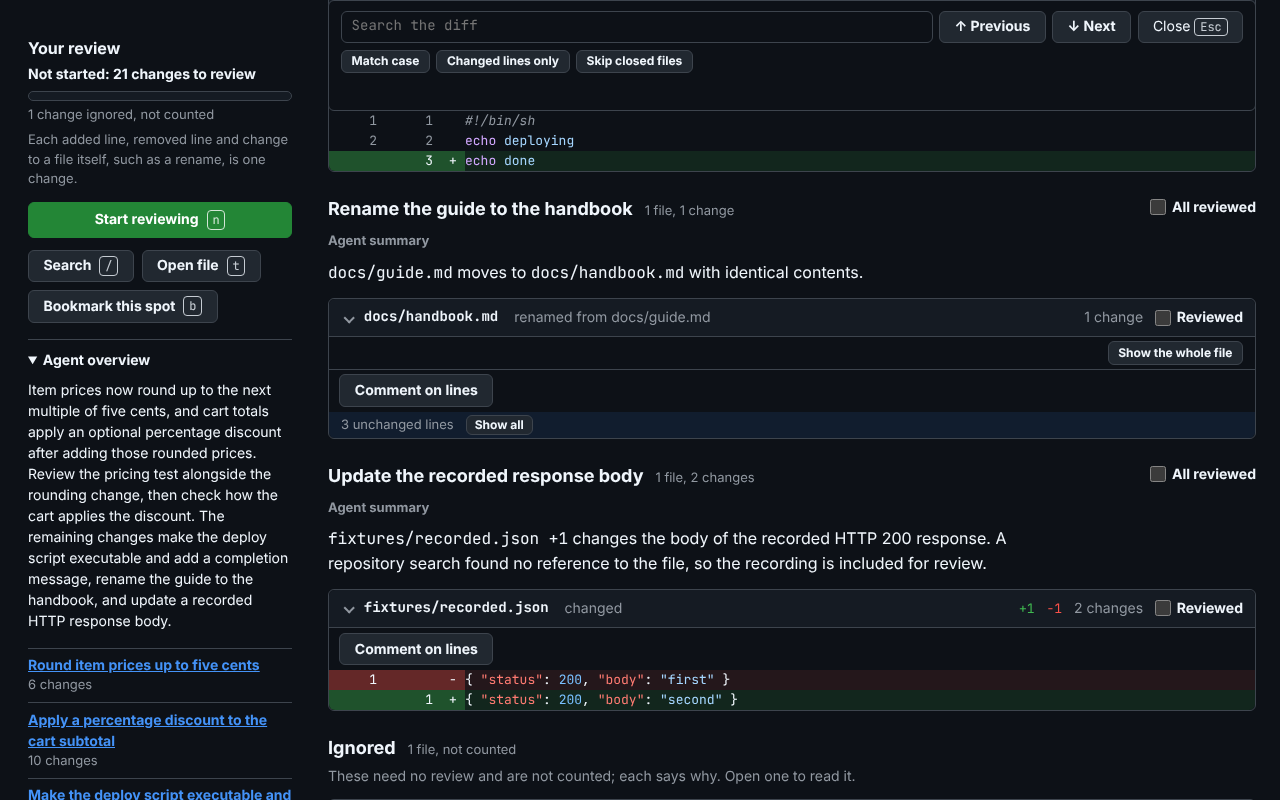 Your review
Not started: 21 changes to review
1 change ignored, not counted
Each added line, removed line and change
to a file itself, such as a rename, is one
change.
Start reviewing n
Search / Open file t
Bookmark this spot b
▼ Agent overview
Item prices now round up to the next
multiple of five cents, and cart totals
apply an optional percentage discount
after adding those rounded prices.
Review the pricing test alongside the
rounding change, then check how the
cart applies the discount. The
remaining changes make the deploy
script executable and add a completion
message, rename the guide to the
handbook, and update a recorded
HTTP response body.
Round item prices up to five cents
6 changes
Apply a percentage discount to the
cart subtotal
10 changes
Make the deploy script executable and
Search the diff ↑ Previous ↓ Next Close Esc
Match case Changed lines only Skip closed files
1 1 #!/bin/sh
2 2 echo deploying
3 + echo done
Rename the guide to the handbook 1 file, 1 change All reviewed
Agent summary
docs/guide.md moves to docs/handbook.md with identical contents.
docs/handbook.md renamed from docs/guide.md 1 change Reviewed
Show the whole file
Comment on lines
3 unchanged lines Show all
Update the recorded response body 1 file, 2 changes All reviewed
Agent summary
fixtures/recorded.json +1 changes the body of the recorded HTTP 200 response. A
repository search found no reference to the file, so the recording is included for review.
fixtures/recorded.json changed +1 -1 2 changes Reviewed
Comment on lines
1 - { "status": 200, "body": "first" }
1 + { "status": 200, "body": "second" }
Ignored 1 file, not counted
These need no review and are not counted; each says why. Open one to read it.